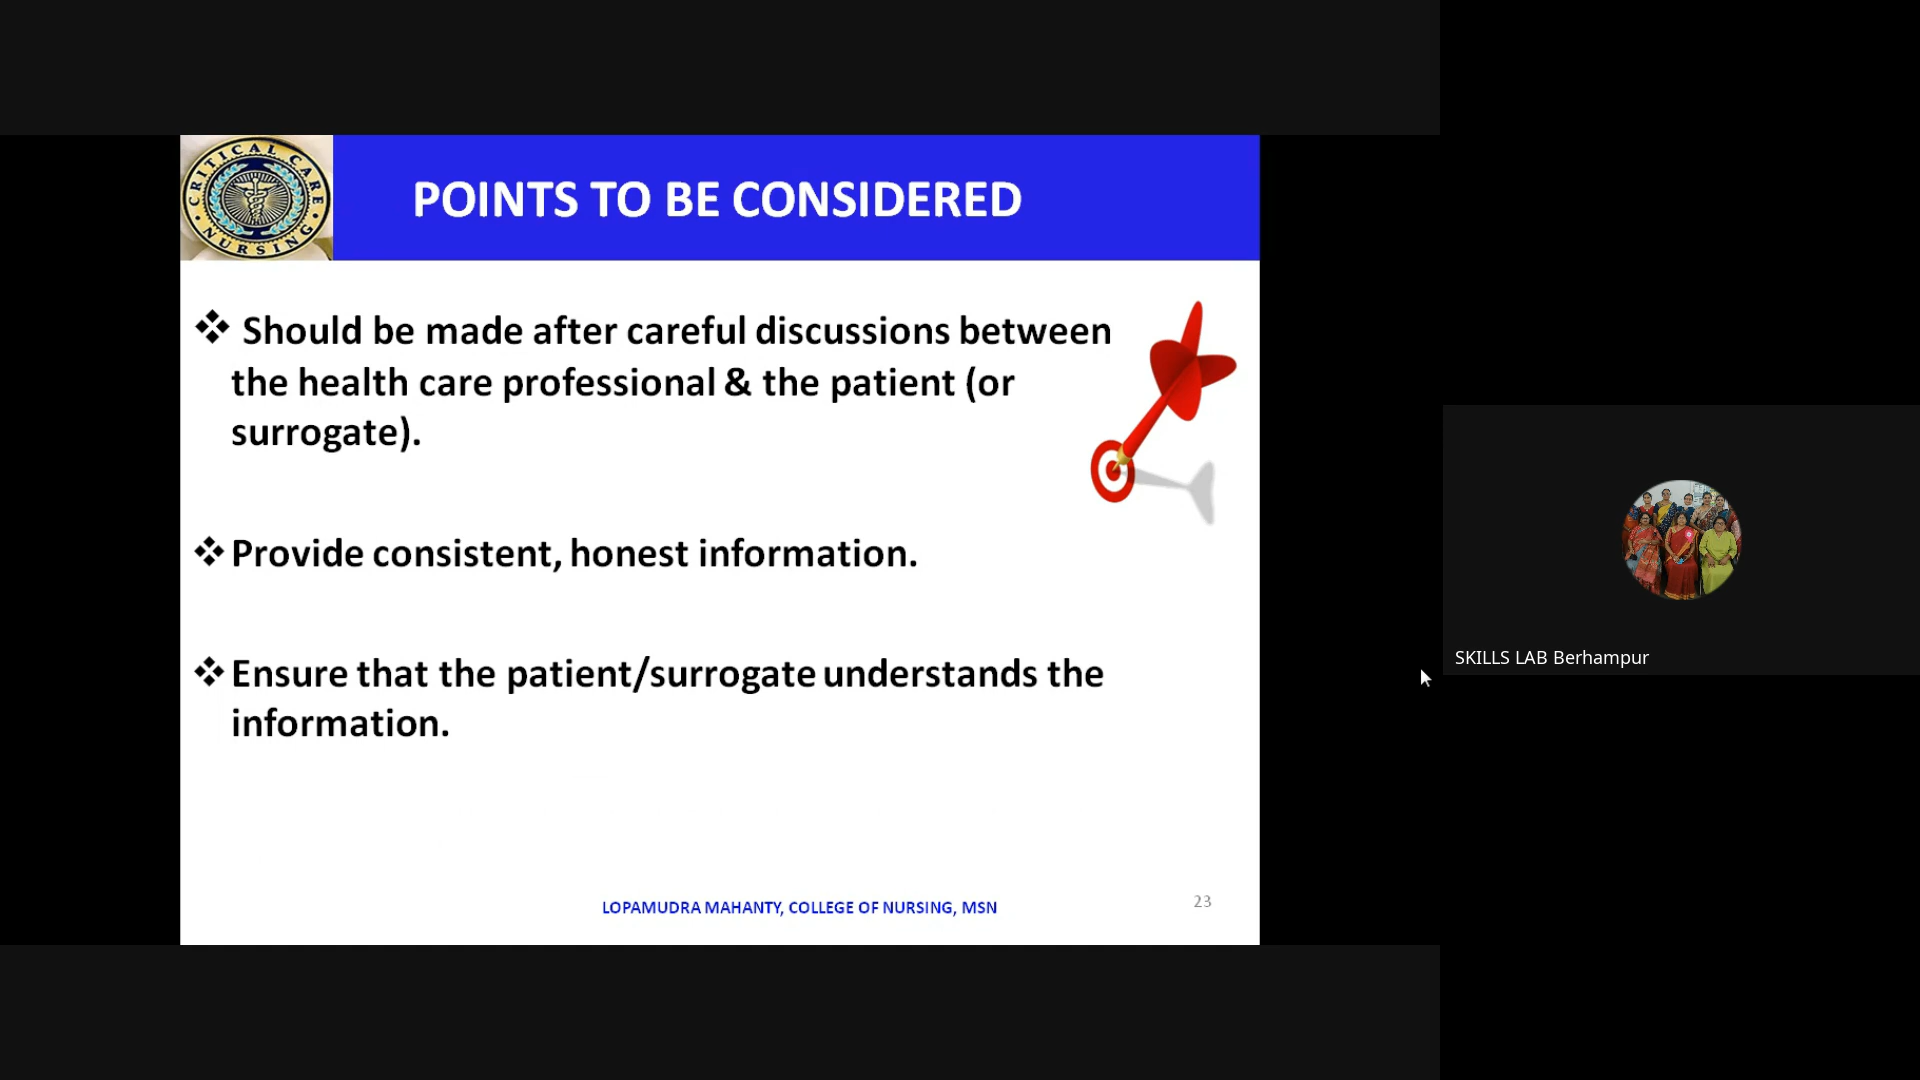 CRITICAL CARE
NURSING
POINTS TO BE CONSIDERED
Should be made after careful discussions between
the health care professional & the patient (or
surrogate).
Provide consistent, honest information.
Ensure that the patient/surrogate understands the
information.
LOPAMUDRA MAHANTY, COLLEGE OF NURSING, MSN
23
SKILLS LAB Berhampur